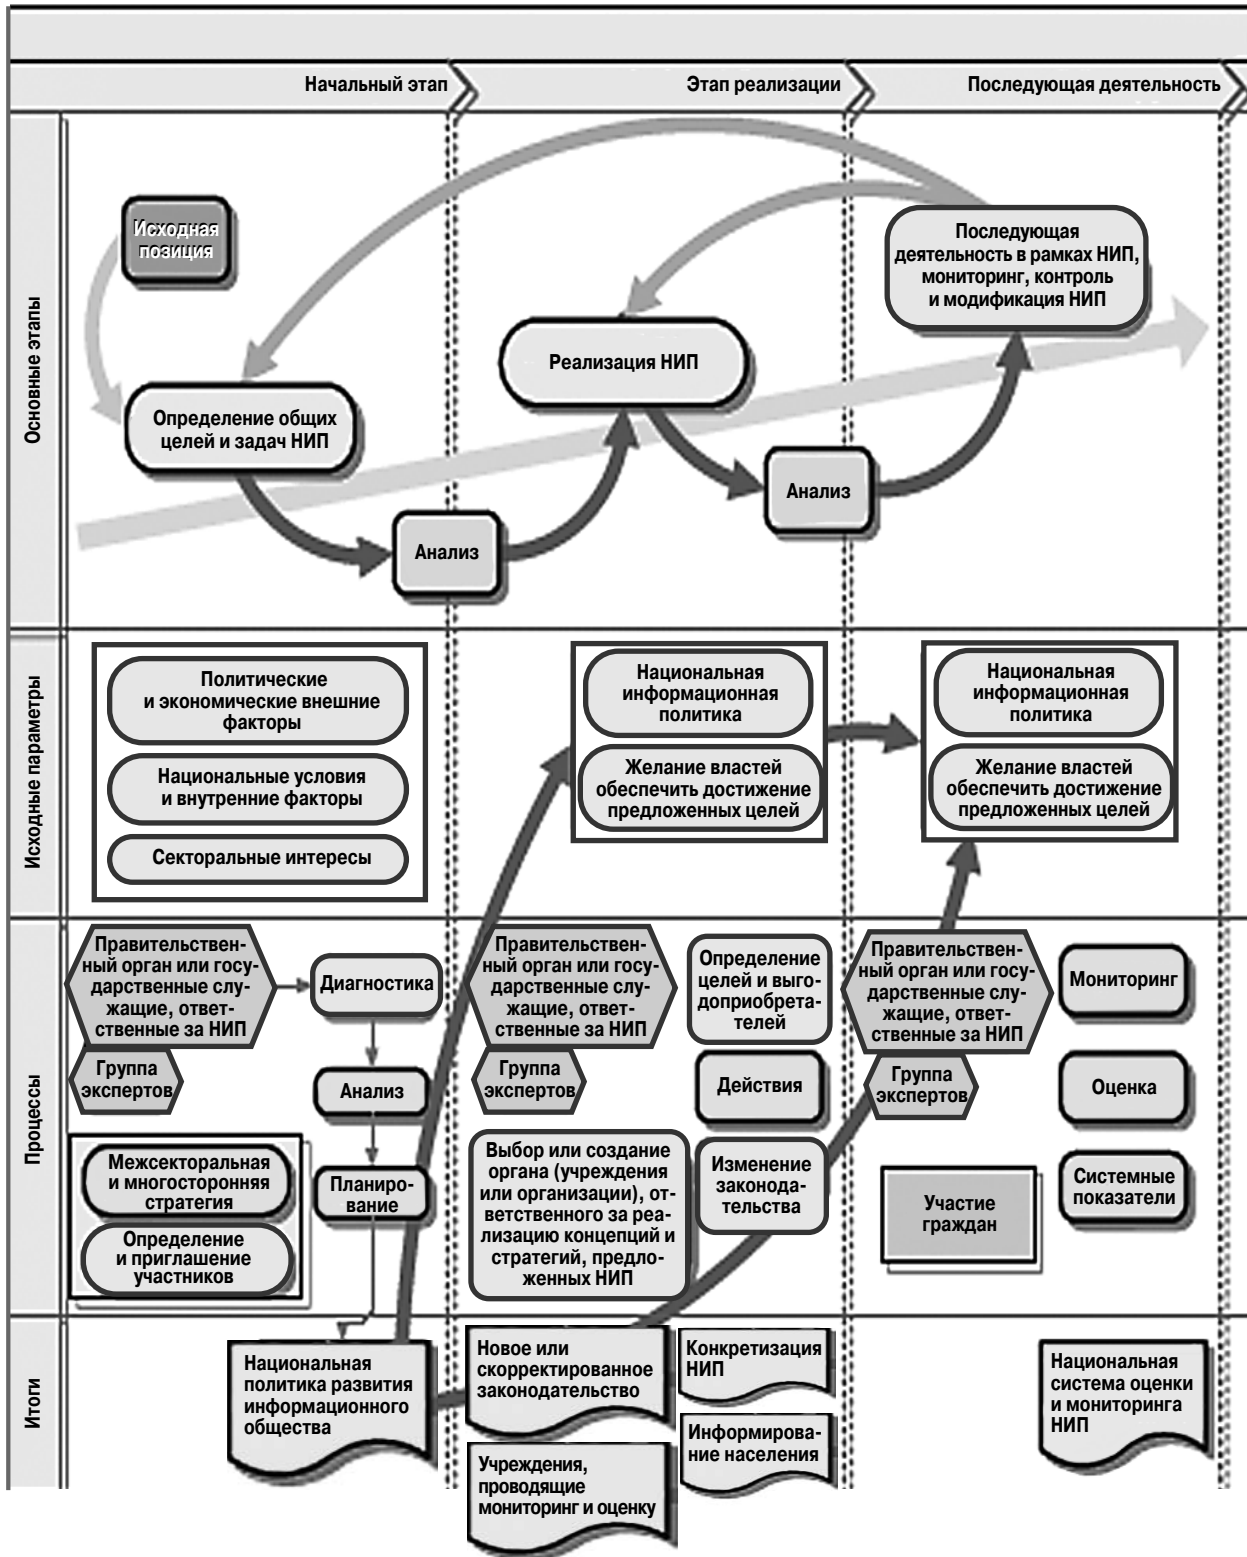 Начальный этап
Этап реализации
Последующая деятельность
Основные этапы
Исходная
позиция
Определение общих
целей и задач НИП
Анализ
Реализация НИП
Анализ
Последующая
деятельность в рамках НИП,
мониторинг, контроль
и модификация НИП
Исходные параметры
Политические
и экономические внешние
факторы
Национальные условия
и внутренние факторы
Секторальные интересы
Национальная
информационная
политика
Желание властей
обеспечить достижение
предложенных целей
Национальная
информационная
политика
Желание властей
обеспечить достижение
предложенных целей
Процессы
Правительствен-
ный орган или госу-
дарственные слу-
жащие, ответ-
ственные за НИП
Группа
экспертов
Диагностика
Анализ
Планиро-
вание
Межсекторальная
и многосторонняя
стратегия
Определение
и приглашение
участников
Правительствен-
ный орган или госу-
дарственные слу-
жащие, ответ-
ственные за НИП
Группа
экспертов
Определение
целей и выго-
доприобрета-
телей
Действия
Выбор или создание
органа (учреждения
или организации), от-
ветственного за реа-
лизацию концепций и
стратегий, предло-
женных НИП
Изменение
законода-
тельства
Правительствен-
ный орган или госу-
дарственные слу-
жащие, ответ-
ственные за НИП
Группа
экспертов
Мониторинг
Оценка
Системные
показатели
Участие
граждан
Итоги
Национальная
политика развития
информационного
общества
Новое или
скорректированное
законодательство
Конкретизация
НИП
Учреждения,
проводящие
мониторинг и оценку
Информирова-
ние населения
Национальная
система оценки
и мониторинга
НИП